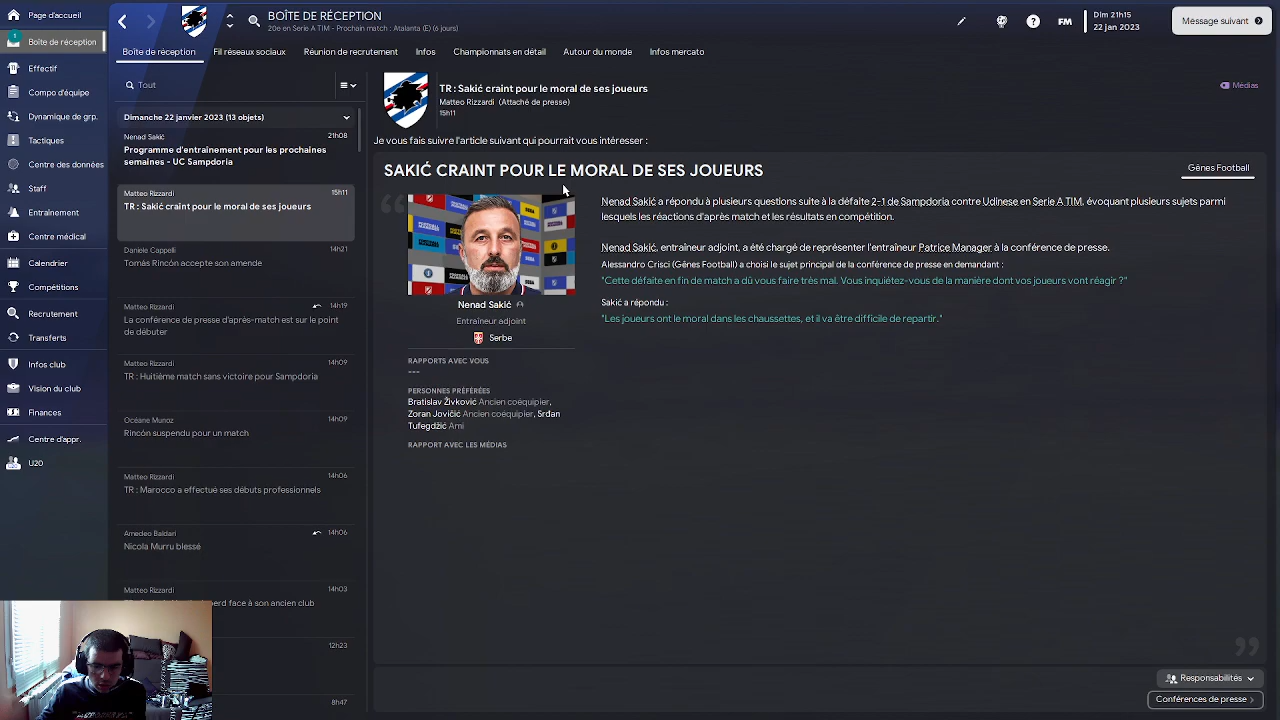 Page d'accueil
1
Boîte de réception
Effectif
Compo d'équipe
Dynamique de grp.
Tactiques
Centre des données
Staff
Entraînement
Centre médical
Calendrier
Compétitions
Recrutement
Transferts
Infos club
Vision du club
Finances
Centre d'appr.
U20
BOÎTE DE RÉCEPTION
20e en Serie A TIM - Prochain match : Atalanta (E) (6 jours)
FM
Dim 21h15
22 jan 2023
Message suivant
Boîte de réception
Fil réseaux sociaux
Réunion de recrutement
Infos
Championnats en détail
Autour du monde
Infos mercato
Tout
Dimanche 22 janvier 2023 (13 objets)
Nenad Sakić 21h08
Programme d'entraînement pour les prochaines
semaines - UC Sampdoria
Matteo Rizzardi 15h11
TR : Sakić craint pour le moral de ses joueurs
Daniele Cappelli 14h21
Tomás Rincón accepte son amende
Matteo Rizzardi 14h19
La conférence de presse d'après-match est sur le point
de débuter
Matteo Rizzardi 14h09
TR : Huitième match sans victoire pour Sampdoria
Océane Munoz 14h09
Rincón suspendu pour un match
Matteo Rizzardi 14h06
TR : Marocco a effectué ses débuts professionnels
Amedeo Baldari 14h06
Nicola Murru blessé
Matteo Rizzardi 14h03
perd face à son ancien club
12h23
8h47
TR : Sakić craint pour le moral de ses joueurs
Matteo Rizzardi (Attaché de presse)
15h11
Médias
Je vous fais suivre l'article suivant qui pourrait vous intéresser :
SAKIĆ CRAINT POUR LE MORAL DE SES JOUEURS
Gênes Football
Nenad Sakić
Entraîneur adjoint
Serbe
RAPPORTS AVEC VOUS
---
PERSONNES PRÉFÉRÉES
Bratislav Živković Ancien coéquipier,
Zoran Jovičić Ancien coéquipier, Srđan
Tufegdžić Ami
RAPPORT AVEC LES MÉDIAS
Nenad Sakić a répondu à plusieurs questions suite à la défaite 2-1 de Sampdoria contre Udinese en Serie A TIM, évoquant plusieurs sujets parmi
lesquels les réactions d'après match et les résultats en compétition.
Nenad Sakić, entraîneur adjoint, a été chargé de représenter l'entraîneur Patrice Manager à la conférence de presse.
Alessandro Crisci (Gênes Football) a choisi le sujet principal de la conférence de presse en demandant :
"Cette défaite en fin de match a dû vous faire très mal. Vous inquiétez-vous de la manière dont vos joueurs vont réagir ?"
Sakić a répondu :
"Les joueurs ont le moral dans les chaussettes, et il va être difficile de repartir."
Responsabilités
Conférences de presse